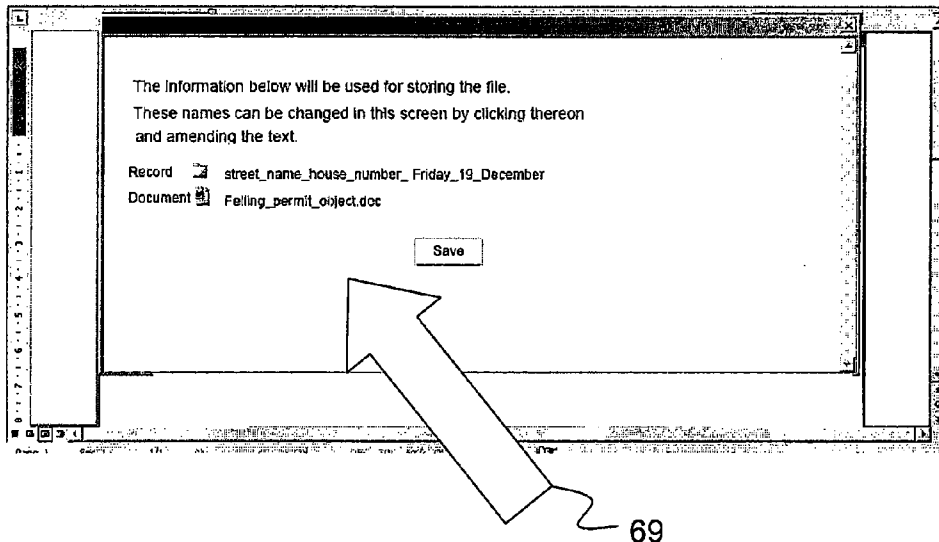 The information below will be used for storing the file.
These names can be changed in this screen by clicking thereon
and amending the text.
Record street_name_house_number_ Friday_19_December
Document Felling_permit_object.doc
Save
69